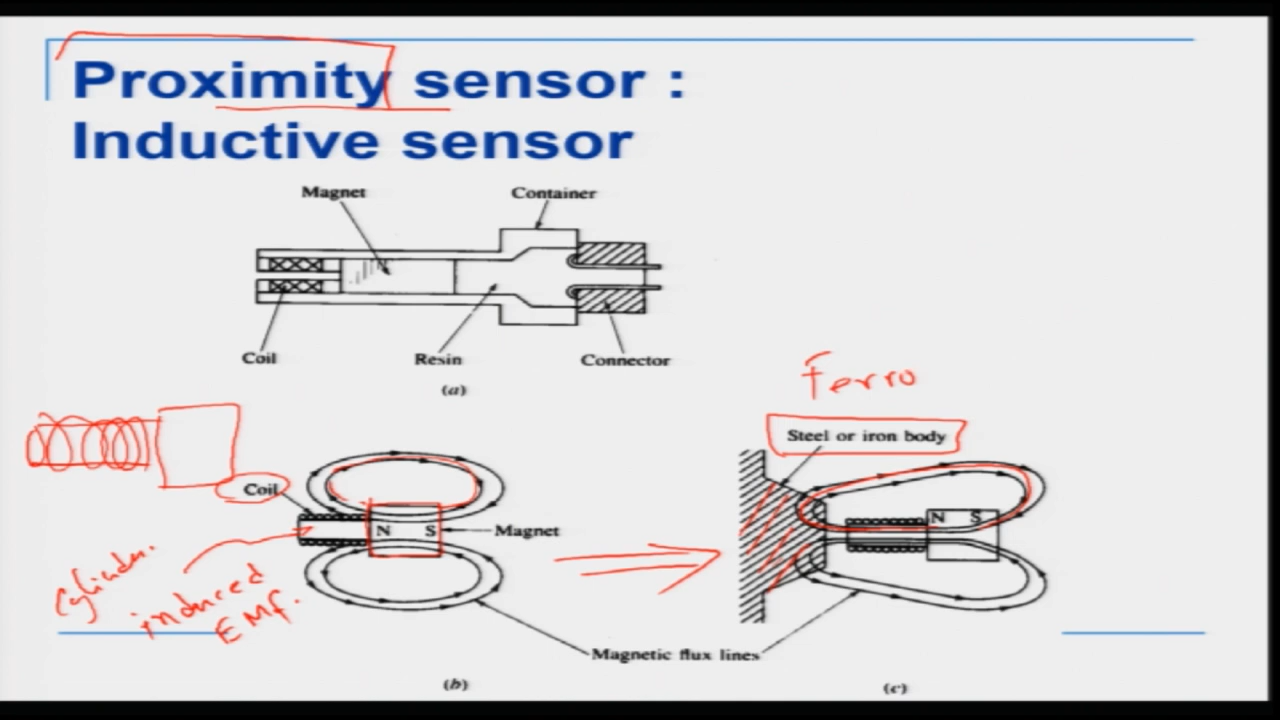 Proximity sensor :
Inductive sensor
Magnet
Container
Coil
Resin
Connector
(a)
Ferro
Steel or iron body
Coil
N S
Magnet
N S
cylinder.
induced
EMf.
Magnetic flux lines
(b)
(c)